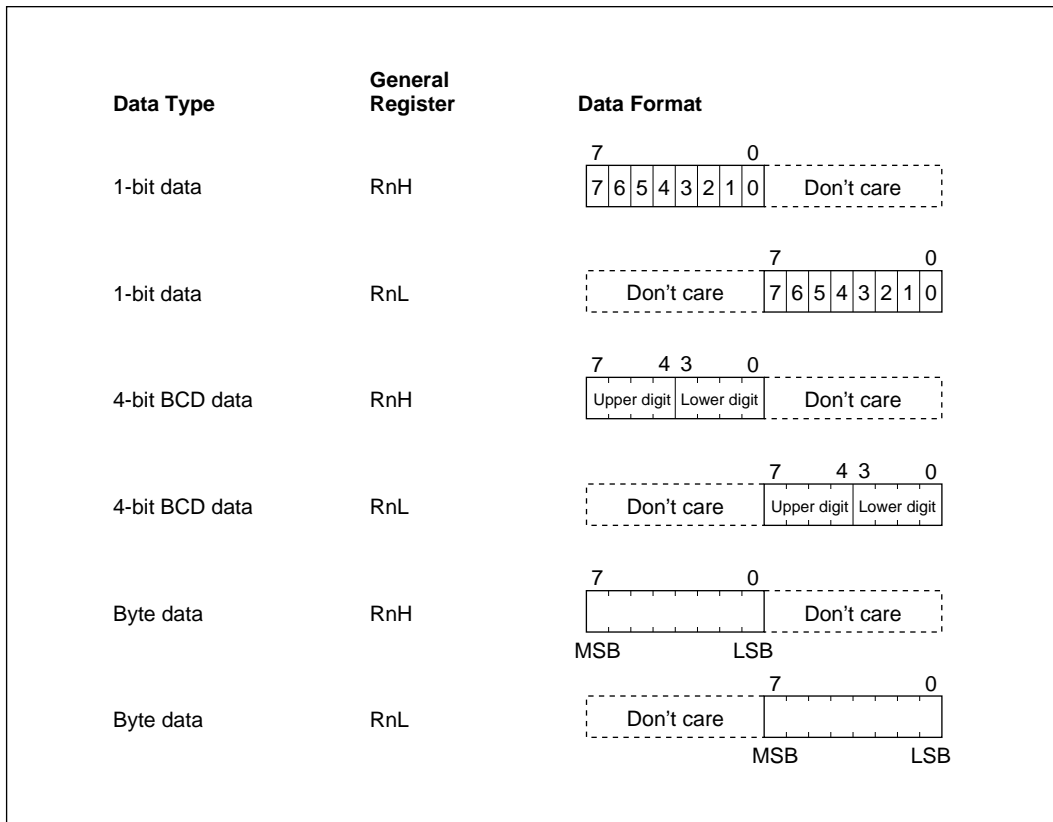 General
Data Type Register Data Format
7 0
1-bit data RnH 7 6 5 4 3 2 1 0 Don't care
7 0
1-bit data RnL Don't care 7 6 5 4 3 2 1 0
7 4 3 0
4-bit BCD data RnH Upper digit Lower digit Don't care
7 4 3 0
4-bit BCD data RnL Don't care Upper digit Lower digit
7 0
Byte data RnH Don't care
MSB LSB
7 0
Byte data RnL Don't care
MSB LSB